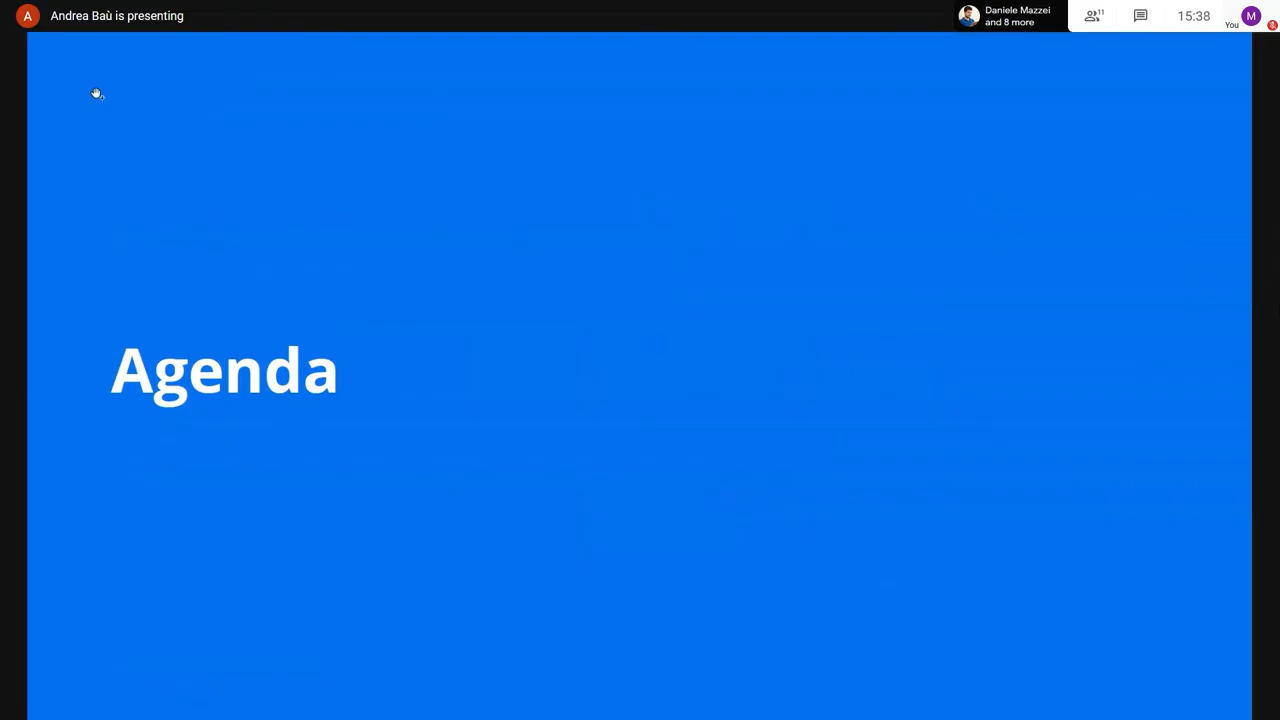 A
Andrea Baù is presenting
Daniele Mazzei
and 8 more
11
15:38
You
M
Agenda